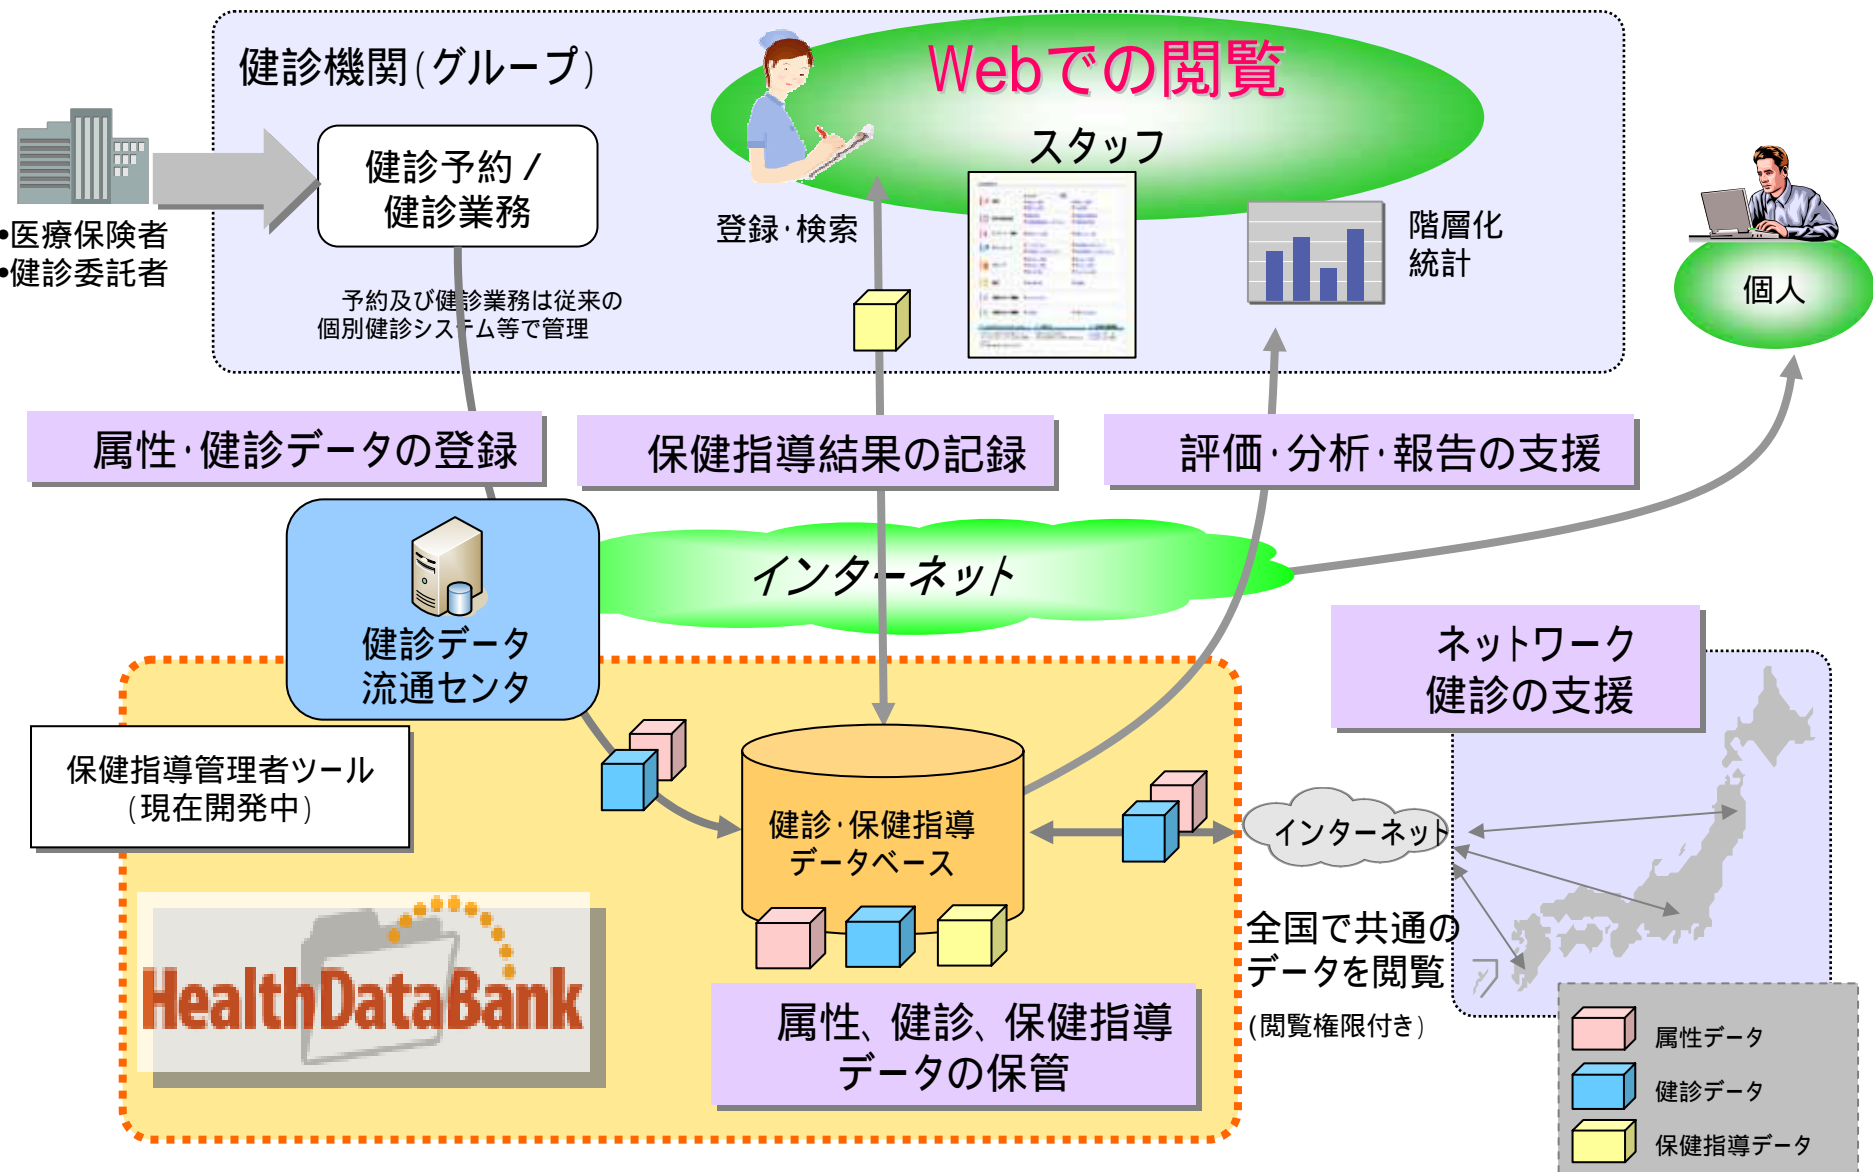 健診機関(グループ)
Webでの閲覧
スタッフ
健診予約/
健診業務
•医療保険者
•健診委託者
登録・検索
階層化
統計
個人
予約及び健診業務は従来の
個別健診システム等で管理
属性・健診データの登録
保健指導結果の記録
評価・分析・報告の支援
インターネット
健診データ
流通センタ
ネットワーク
健診の支援
保健指導管理者ツール
(現在開発中)
健診・保健指導
データベース
インターネット
全国で共通の
データを閲覧
(閲覧権限付き)
HealthDataBank
属性、健診、保健指導
データの保管
属性データ
健診データ
保健指導データ